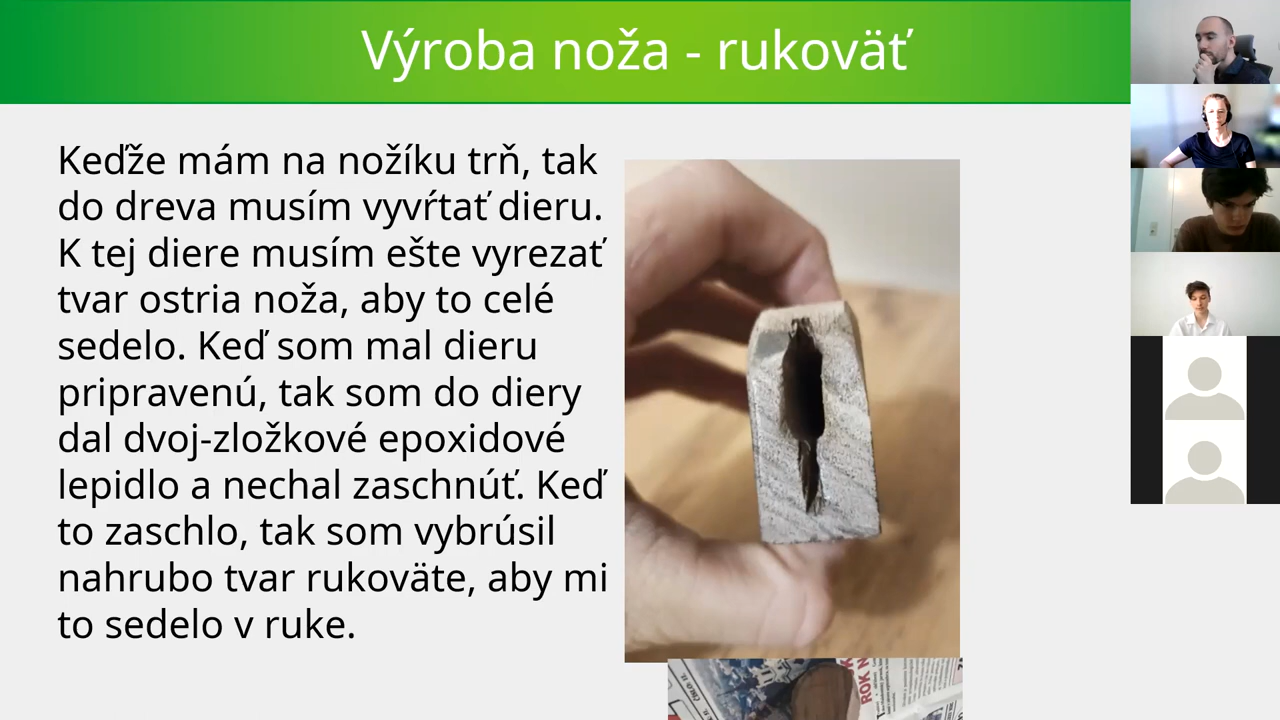 Výroba noža - rukoväť
Keďže mám na nožíku trň, tak
do dreva musím vyvŕtať dieru.
K tej diere musím ešte vyrezať
tvar ostria noža, aby to celé
sedelo. Keď som mal dieru
pripravenú, tak som do diery
dal dvoj-zložkové epoxidové
lepidlo a nechal zaschnúť. Keď
to zaschlo, tak som vybrúsil
nahrubo tvar rukoväte, aby mi
to sedelo v ruke.
ROK